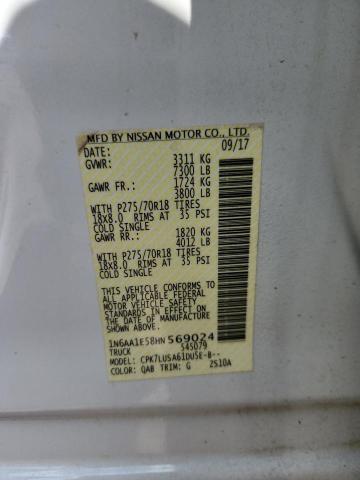 MFD BY NISSAN MOTOR CO., LTD.
DATE: 09/17
GVWR: 3311 KG
7300 LB
GAWR FR.: 1724 KG
3800 LB
WITH P275/70R18 TIRES
18X8.0 RIMS AT 35 PSI
COLD SINGLE
GAWR RR.: 1820 KG
4012 LB
WITH P275/70R18 TIRES
18X8.0 RIMS AT 35 PSI
COLD SINGLE
THIS VEHICLE CONFORMS
TO ALL APPLICABLE
FEDERAL MOTOR VEHICLE
SAFETY STANDARDS IN
EFFECT ON THE DATE OF
MANUFACTURE SHOWN
ABOVE.
1N6AA1E58HN569024
TRUCK 545079
MODEL: CPK7LUSA61DU5E-B--
COLOR: QAB TRIM: G 2S10A